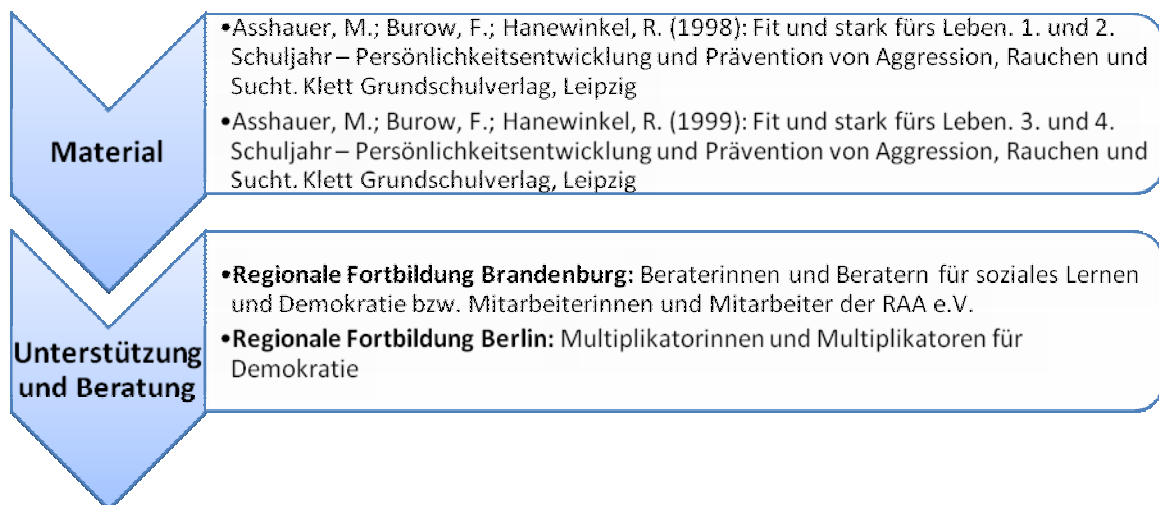 Material
•Asshauer, M.; Burow, F.; Hanewinkel, R. (1998): Fit und stark fürs Leben. 1. und 2.
Schuljahr – Persönlichkeitsentwicklung und Prävention von Aggression, Rauchen und
Sucht. Klett Grundschulverlag, Leipzig
•Asshauer, M.; Burow, F.; Hanewinkel, R. (1999): Fit und stark fürs Leben. 3. und 4.
Schuljahr – Persönlichkeitsentwicklung und Prävention von Aggression, Rauchen und
Sucht. Klett Grundschulverlag, Leipzig
Unterstützung
und Beratung
•Regionale Fortbildung Brandenburg: Beraterinnen und Beratern für soziales Lernen
und Demokratie bzw. Mitarbeiterinnen und Mitarbeiter der RAA e.V.
•Regionale Fortbildung Berlin: Multiplikatorinnen und Multiplikatoren für
Demokratie